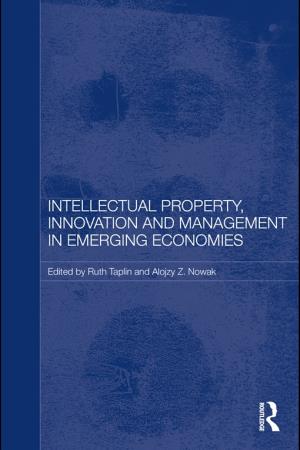 INTELLECTUAL PROPERTY,
INNOVATION AND MANAGEMENT
IN EMERGING ECONOMIES
Edited by Ruth Taplin and Alojzy Z. Nowak
ROUTLEDGE